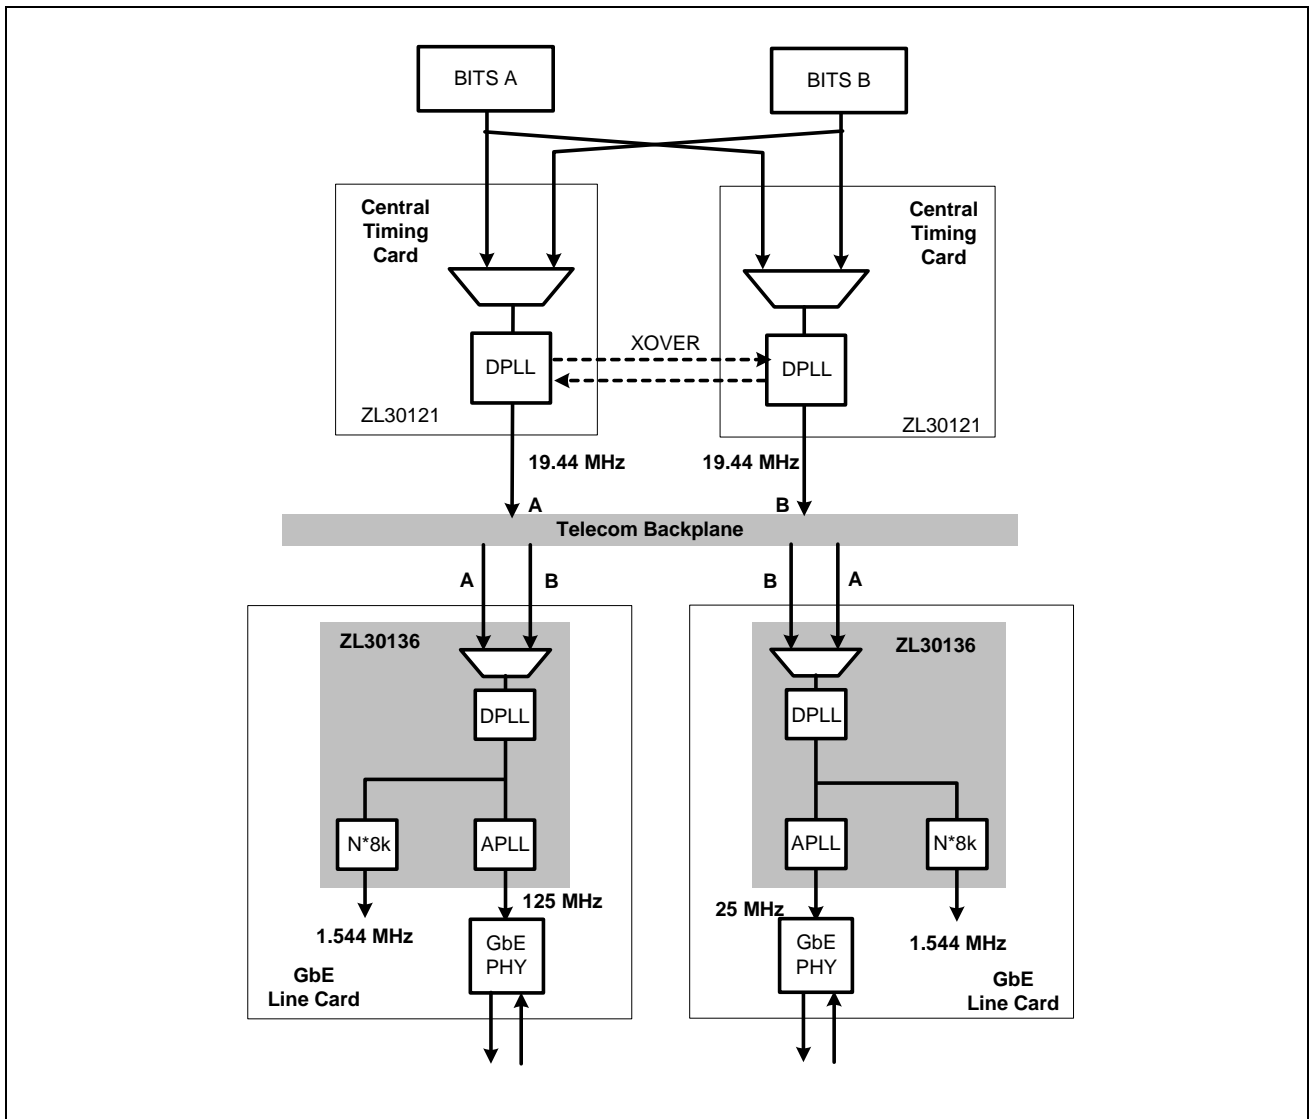 BITS A
BITS B
Central
Timing
Card
Central
Timing
Card
XOVER
DPLL
DPLL
ZL30121
ZL30121
19.44 MHz
19.44 MHz
A
B
Telecom Backplane
A
B
B
A
ZL30136
ZL30136
DPLL
DPLL
N*8k
APLL
APLL
N*8k
125 MHz
25 MHz
1.544 MHz
1.544 MHz
GbE
PHY
GbE
PHY
GbE
Line Card
GbE
Line Card